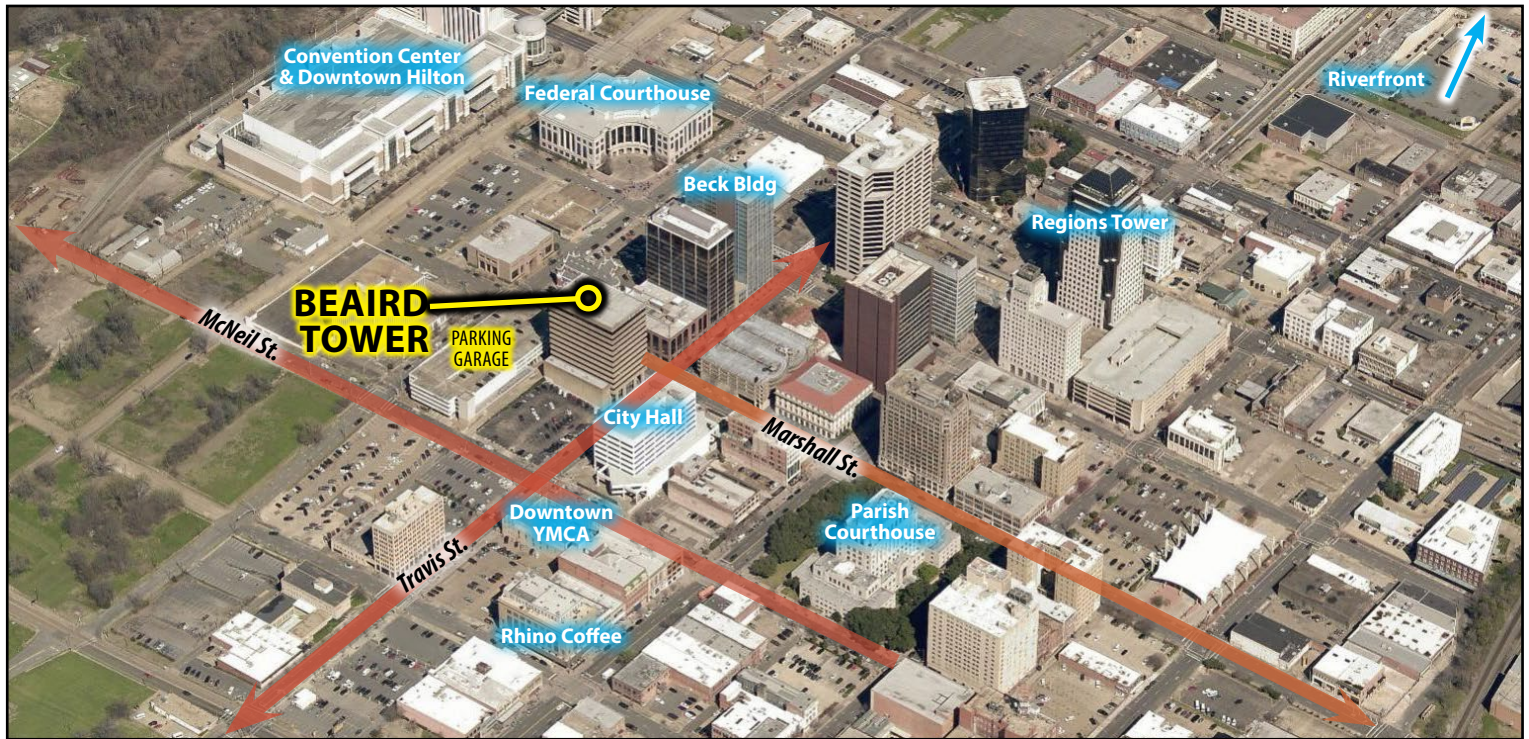 Convention Center
& Downtown Hilton
Federal Courthouse
Riverfront
Beck Bldg
Regions Tower
BEAIRD
TOWER
PARKING
GARAGE
McNeil St.
City Hall
Marshall St.
Downtown
YMCA
Parish
Courthouse
Travis St.
Rhino Coffee